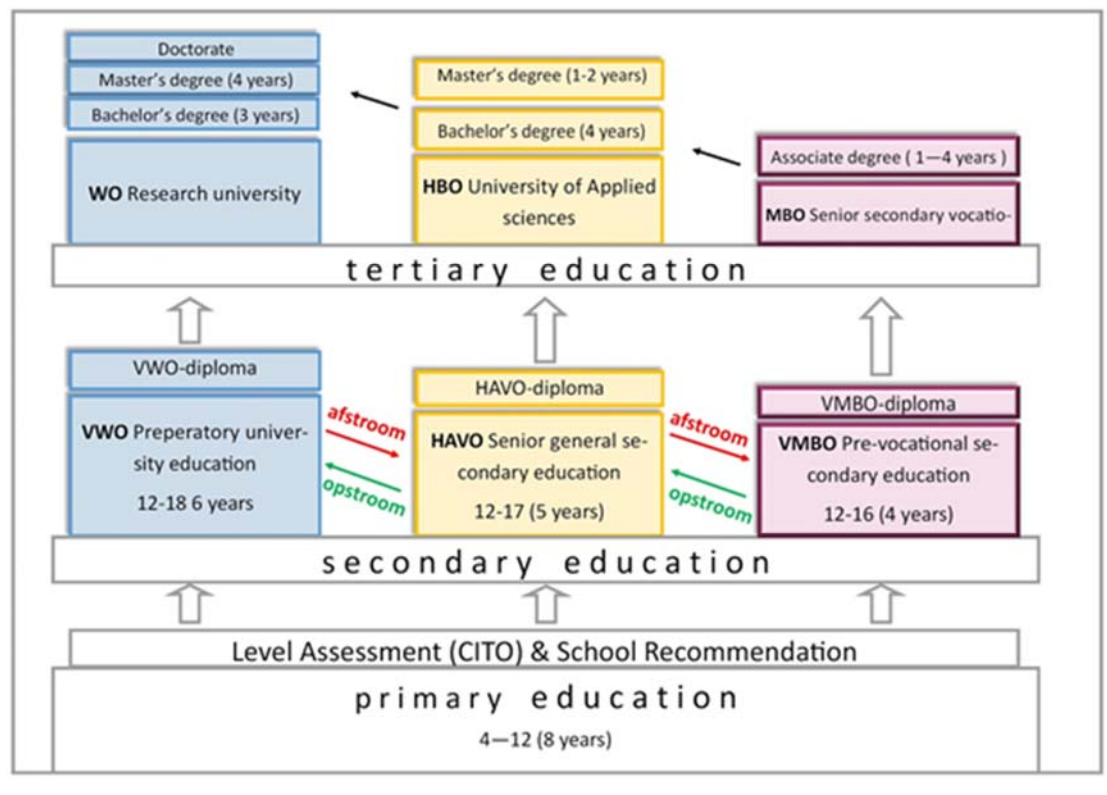 Doctorate
Master's degree (4 years)
Bachelor's degree (3 years)
WO Research university
Master's degree (1-2 years)
Bachelor's degree (4 years)
HBO University of Applied
sciences
Associate degree ( 1—4 years )
MBO Senior secondary vocatio-
tertiary education
VWO-diploma
VWO Preperatory univer-
sity education
12-18 6 years
afstroom
opstroom
HAVO-diploma
HAVO Senior general se-
condary education
12-17 (5 years)
afstroom
opstroom
VMBO-diploma
VMBO Pre-vocational se-
condary education
12-16 (4 years)
secondary education
Level Assessment (CITO) & School Recommendation
primary education
4—12 (8 years)